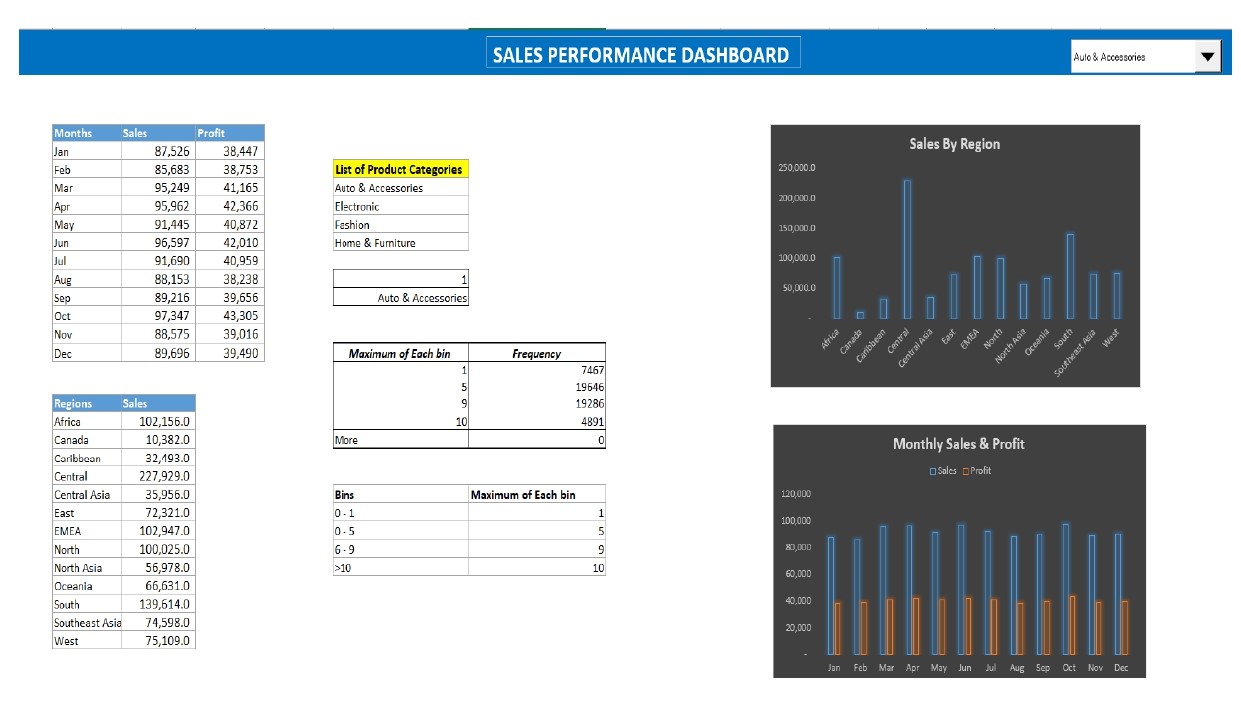 SALES PERFORMANCE DASHBOARD
Auto & Accessories
Months Sales Profit
Jan 87,526 38,447
Feb 85,683 38,753
Mar 95,249 41,165
Apr 95,962 42,366
May 91,445 40,872
Jun 96,597 42,010
Jul 91,690 40,959
Aug 88,153 38,238
Sep 89,216 39,656
Oct 97,347 43,305
Nov 88,575 39,016
Dec 89,696 39,490
Regions Sales
Africa 102,156.0
Canada 10,382.0
Caribbean 32,493.0
Central 227,929.0
Central Asia 35,956.0
East 72,321.0
EMEA 102,947.0
North 100,025.0
North Asia 56,978.0
Oceania 66,631.0
South 139,614.0
Southeast Asia 74,598.0
West 75,109.0
List of Product Categories
Auto & Accessories
Electronic
Fashion
Home & Furniture
1
Auto & Accessories
Maximum of Each bin Frequency
1 7467
5 19646
9 19286
10 4891
More 0
Bins Maximum of Each bin
0 - 1 1
0 - 5 5
6 - 9 9
>10 10
Sales By Region
250,000.0
200,000.0
150,000.0
100,000.0
50,000.0
-
Africa Canada Caribbean Central Central Asia East EMEA North North Asia Oceania South Southeast Asia West
Monthly Sales & Profit
Sales Profit
120,000
100,000
80,000
60,000
40,000
20,000
-
Jan Feb Mar Apr May Jun Jul Aug Sep Oct Nov Dec